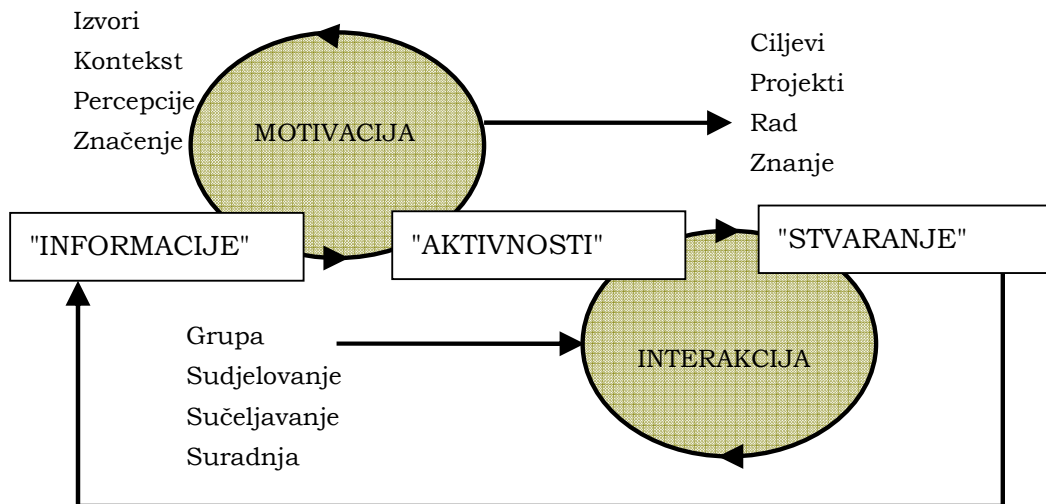 Izvori
Kontekst
Percepcije
Značenje
MOTIVACIJA
Ciljevi
Projekti
Rad
Znanje
"INFORMACIJE"
"AKTIVNOSTI"
"STVARANJE"
Grupa
Sudjelovanje
Sučeljavanje
Suradnja
INTERAKCIJA